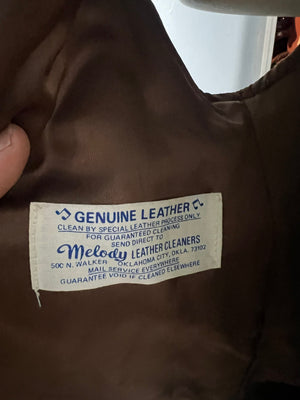 GENUINE LEATHER
CLEAN BY SPECIAL LEATHER PROCESS ONLY
FOR GUARANTEED CLEANING
SEND DIRECT TO
Melody LEATHER CLEANERS
500 N. WALKER OKLAHOMA CITY, OKLA. 73102
MAIL SERVICE EVERYWHERE
GUARANTEE VOID IF CLEANED ELSEWHERE